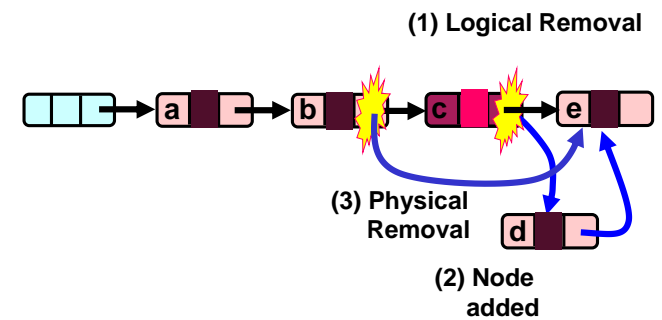 (1) Logical Removal
a
b
c
e
(3) Physical
Removal
d
(2) Node
added